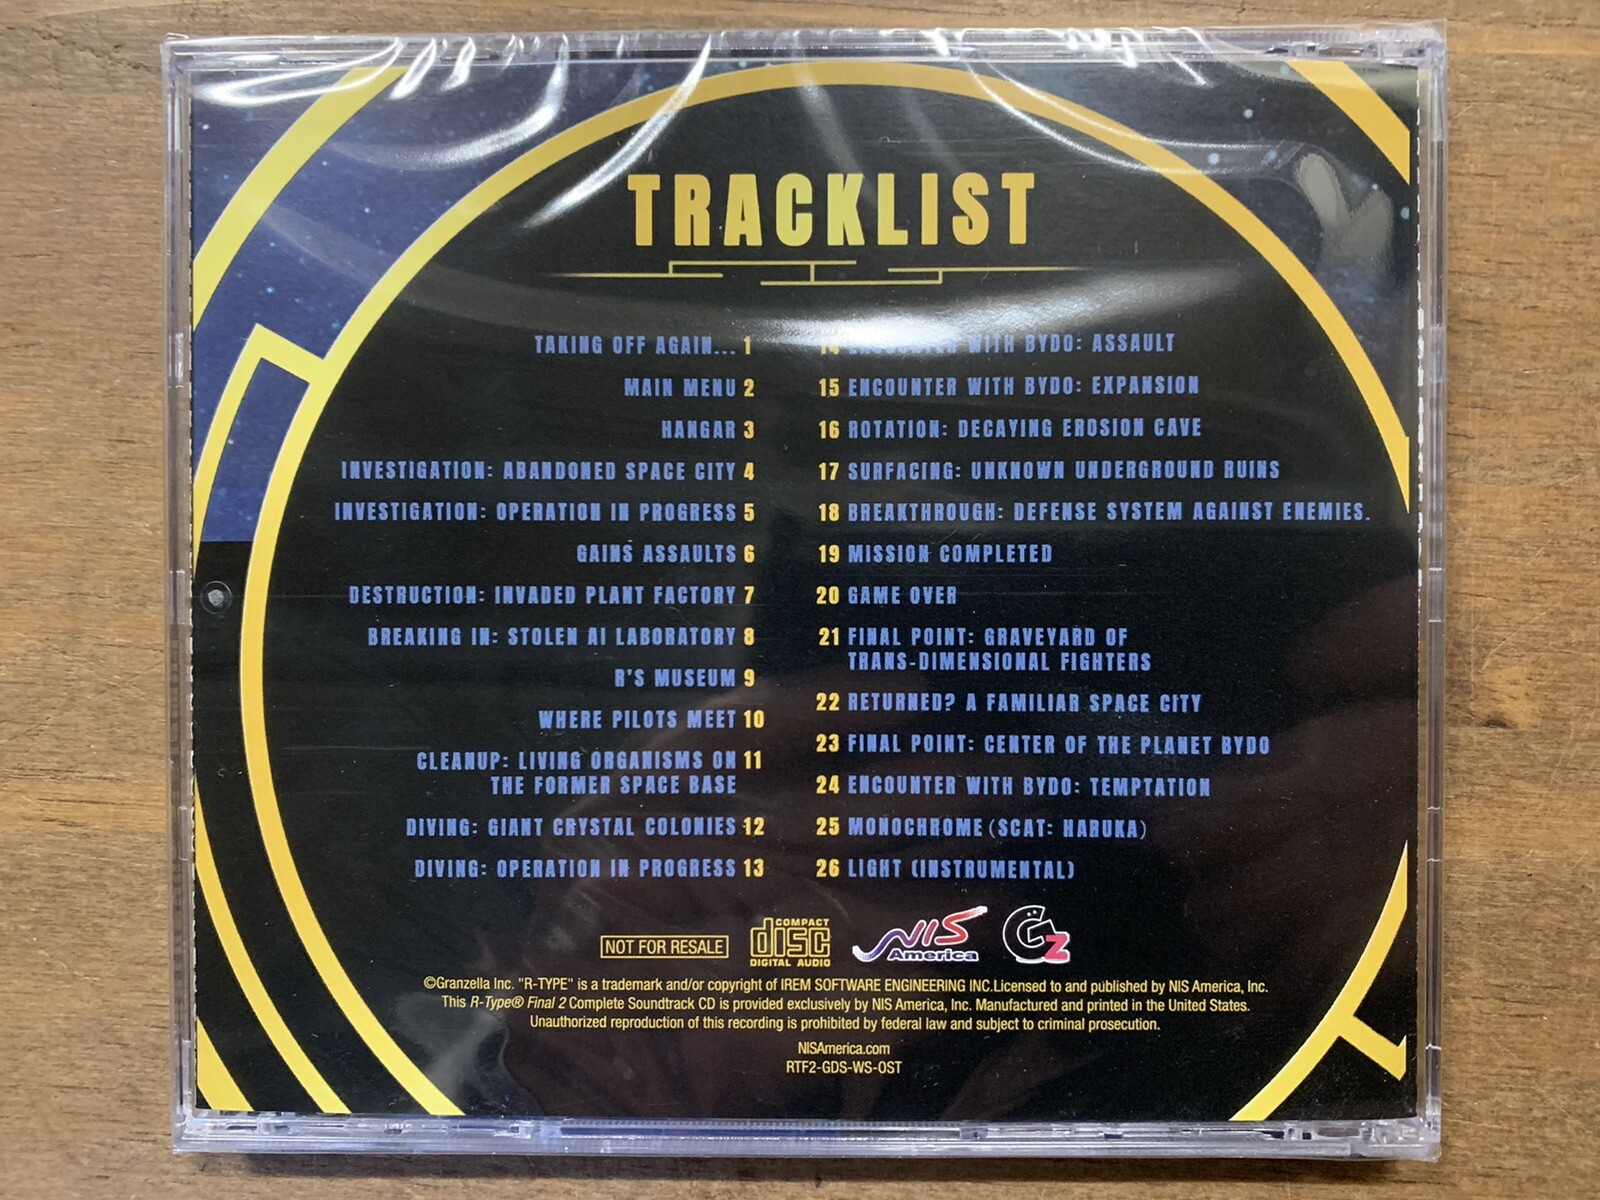 TRACKLIST
TAKING OFF AGAIN... 1
MAIN MENU 2
HANGAR 3
INVESTIGATION: ABANDONED SPACE CITY 4
INVESTIGATION: OPERATION IN PROGRESS 5
GAINS ASSAULTS 6
DESTRUCTION: INVADED PLANT FACTORY 7
BREAKING IN: STOLEN AI LABORATORY 8
R'S MUSEUM 9
WHERE PILOTS MEET 10
CLEANUP: LIVING ORGANISMS ON 11
THE FORMER SPACE BASE
DIVING: GIANT CRYSTAL COLONIES 12
DIVING: OPERATION IN PROGRESS 13
14 ENCOUNTER WITH BYDO: ASSAULT
15 ENCOUNTER WITH BYDO: EXPANSION
16 ROTATION: DECAYING EROSION CAVE
17 SURFACING: UNKNOWN UNDERGROUND RUINS
18 BREAKTHROUGH: DEFENSE SYSTEM AGAINST ENEMIES.
19 MISSION COMPLETED
20 GAME OVER
21 FINAL POINT: GRAVEYARD OF
TRANS-DIMENSIONAL FIGHTERS
22 RETURNED? A FAMILIAR SPACE CITY
23 FINAL POINT: CENTER OF THE PLANET BYDO
24 ENCOUNTER WITH BYDO: TEMPTATION
25 MONOCHROME (SCAT: HARUKA)
26 LIGHT (INSTRUMENTAL)
NOT FOR RESALE
COMPACT
disc
DIGITAL AUDIO
NIS
America
GZ
©Granzella Inc. "R-TYPE" is a trademark and/or copyright of IREM SOFTWARE ENGINEERING INC.Licensed to and published by NIS America, Inc.
This R-Type® Final 2 Complete Soundtrack CD is provided exclusively by NIS America, Inc. Manufactured and printed in the United States.
Unauthorized reproduction of this recording is prohibited by federal law and subject to criminal prosecution.
NISAmerica.com
RTF2-GDS-WS-OST